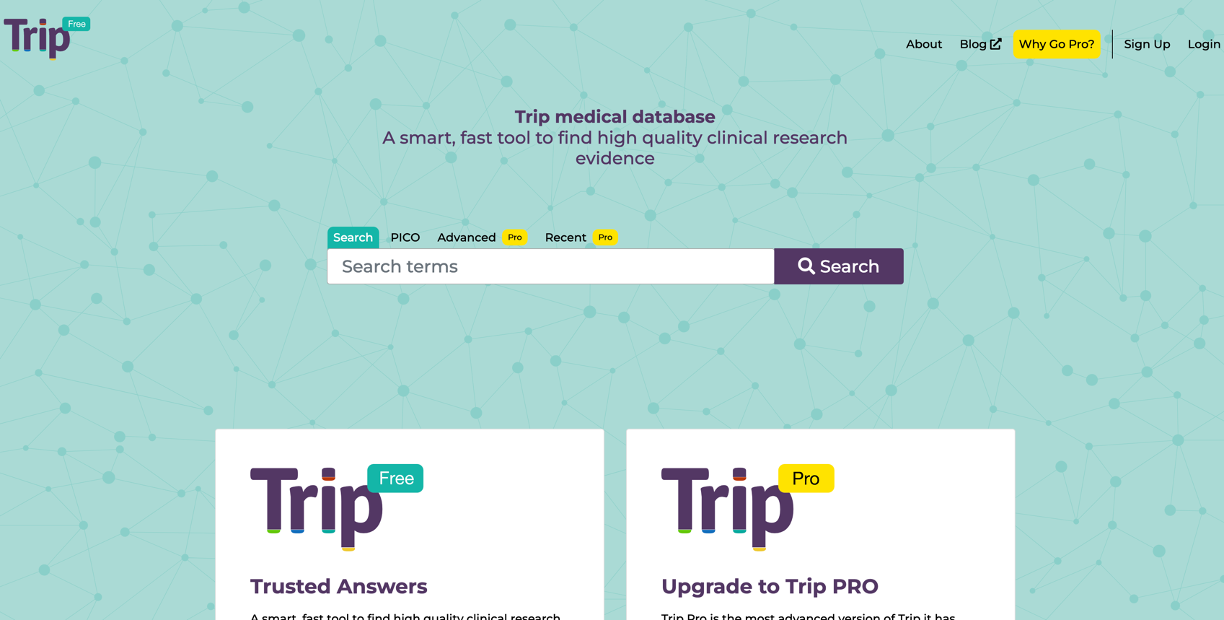 Trip Free
About Blog Why Go Pro? Sign Up Login
Trip medical database
A smart, fast tool to find high quality clinical research
evidence
Search PICO Advanced Pro Recent Pro
Search terms Search
Trip Free
Trusted Answers
A smart, fast tool to find high quality clinical research
Trip Pro
Upgrade to Trip PRO
Trip Pro is the most advanced version of Trip it has